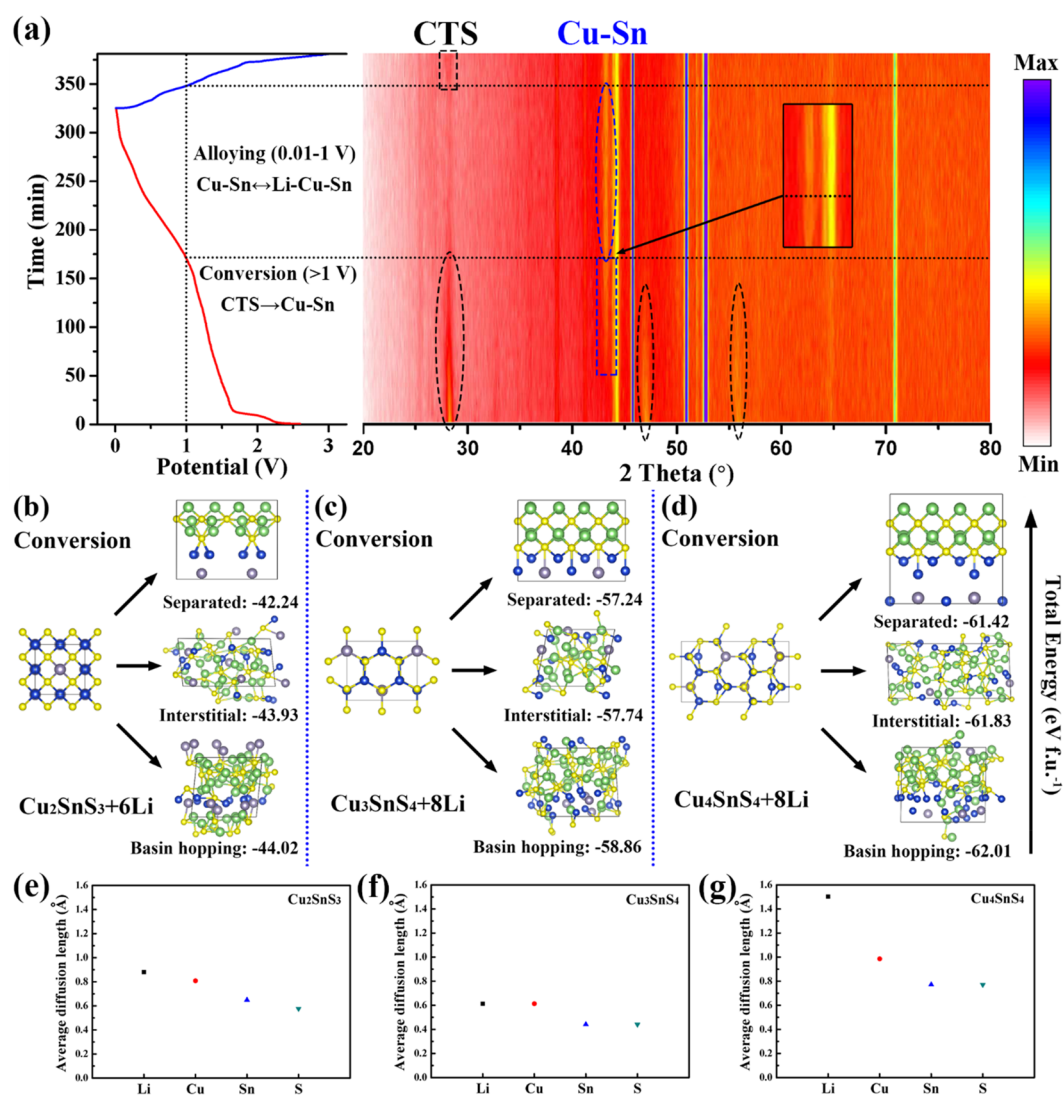 (a)
CTS
Cu-Sn
Max
Min
350
300
250
200
150
100
50
0
Time (min)
Alloying (0.01-1 V)
Cu-Sn↔Li-Cu-Sn
Conversion (>1 V)
CTS→Cu-Sn
0 1 2 3
Potential (V)
20 30 40 50 60 70 80
2 Theta (°)
(b)
Conversion
Separated: -42.24
Interstitial: -43.93
Cu₂SnS₃+6Li
Basin hopping: -44.02
(c)
Conversion
Separated: -57.24
Interstitial: -57.74
Cu₃SnS₄+8Li
Basin hopping: -58.86
(d)
Conversion
Separated: -61.42
Interstitial: -61.83
Cu₄SnS₄+8Li
Basin hopping: -62.01
Total Energy (eV f.u.⁻¹)
(e)
Cu₂SnS₃
Average diffusion length (Å)
1.6
1.4
1.2
1.0
0.8
0.6
0.4
0.2
0.0
Li Cu Sn S
(f)
Cu₃SnS₄
Average diffusion length (Å)
1.6
1.4
1.2
1.0
0.8
0.6
0.4
0.2
0.0
Li Cu Sn S
(g)
Cu₄SnS₄
Average diffusion length (Å)
1.6
1.4
1.2
1.0
0.8
0.6
0.4
0.2
0.0
Li Cu Sn S